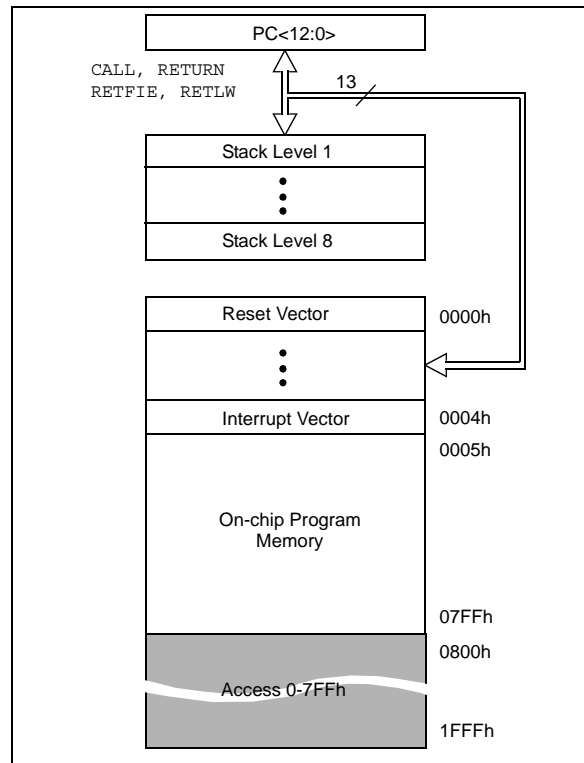 PC<12:0>
CALL, RETURN
RETFIE, RETLW
13
Stack Level 1
Stack Level 8
Reset Vector
0000h
Interrupt Vector
0004h
0005h
On-chip Program
Memory
07FFh
0800h
Access 0-7FFh
1FFFh